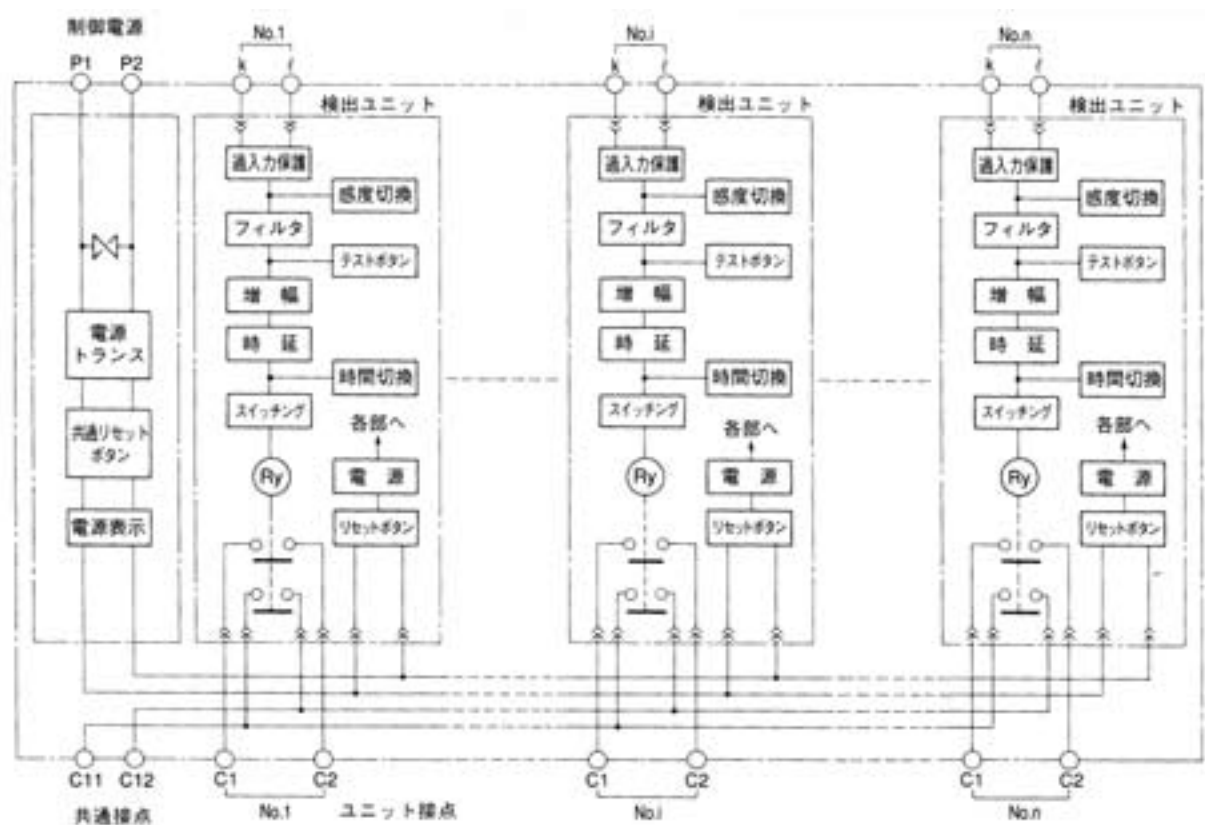 制御電源
No.1
No.i
No.n
P1 P2
k ℓ
k ℓ
k ℓ
検出ユニット
検出ユニット
検出ユニット
過入力保護
過入力保護
過入力保護
感度切換
感度切換
感度切換
フィルタ
フィルタ
フィルタ
テストボタン
テストボタン
テストボタン
増幅
増幅
増幅
電源
トランス
時延
時延
時延
時間切換
時間切換
時間切換
スイッチング
スイッチング
スイッチング
共通リセット
ボタン
各部へ
各部へ
各部へ
Ry
電源
Ry
電源
Ry
電源
電源表示
リセットボタン
リセットボタン
リセットボタン
C11 C12 C1 C2
C1 C2
C1 C2
共通接点
No.1
ユニット接点
No.i
No.n